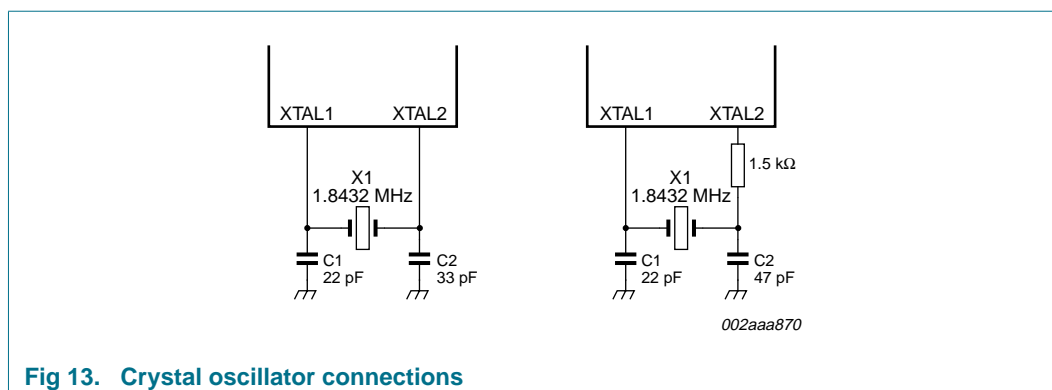 XTAL1 XTAL2
X1
1.8432 MHz
C1
22 pF
C2
33 pF
XTAL1 XTAL2
1.5 kΩ
X1
1.8432 MHz
C1
22 pF
C2
47 pF
002aaa870
Fig 13. Crystal oscillator connections